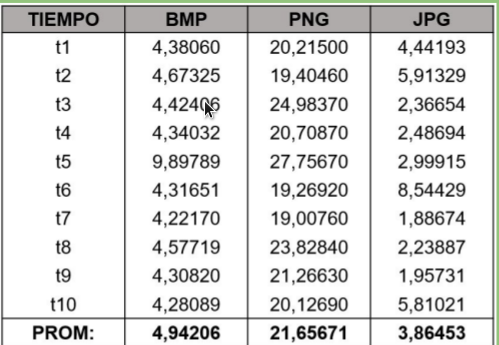 TIEMPO BMP PNG JPG
t1 4,38060 20,21500 4,44193
t2 4,67325 19,40460 5,91329
t3 4,42406 24,98370 2,36654
t4 4,34032 20,70870 2,48694
t5 9,89789 27,75670 2,99915
t6 4,31651 19,26920 8,54429
t7 4,22170 19,00760 1,88674
t8 4,57719 23,82840 2,23887
t9 4,30820 21,26630 1,95731
t10 4,28089 20,12690 5,81021
PROM: 4,94206 21,65671 3,86453